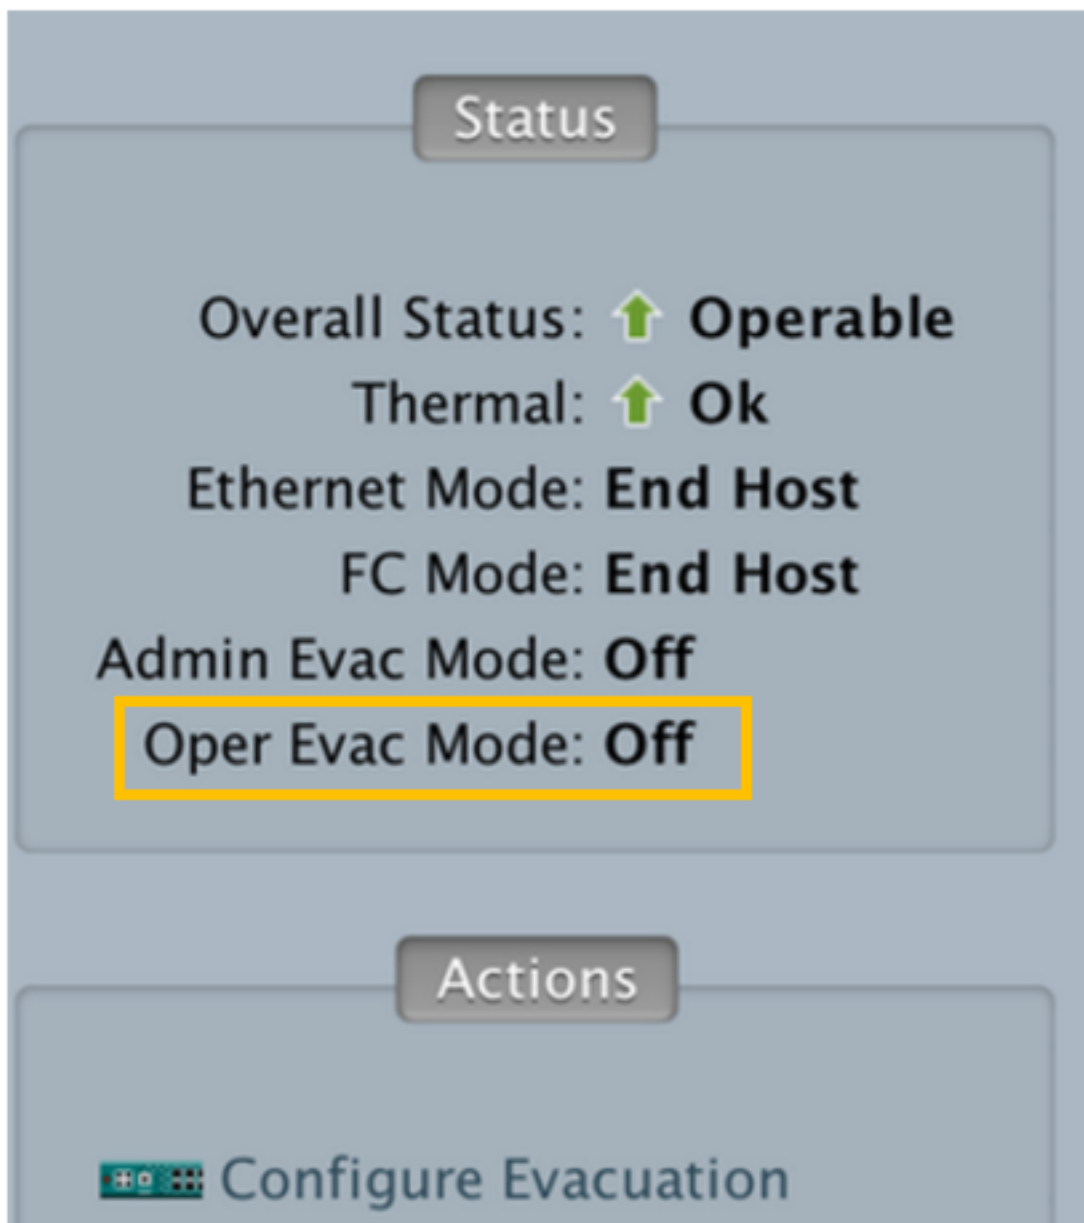 Status
Overall Status: Operable
Thermal: Ok
Ethernet Mode: End Host
FC Mode: End Host
Admin Evac Mode: Off
Oper Evac Mode: Off
Actions
Configure Evacuation